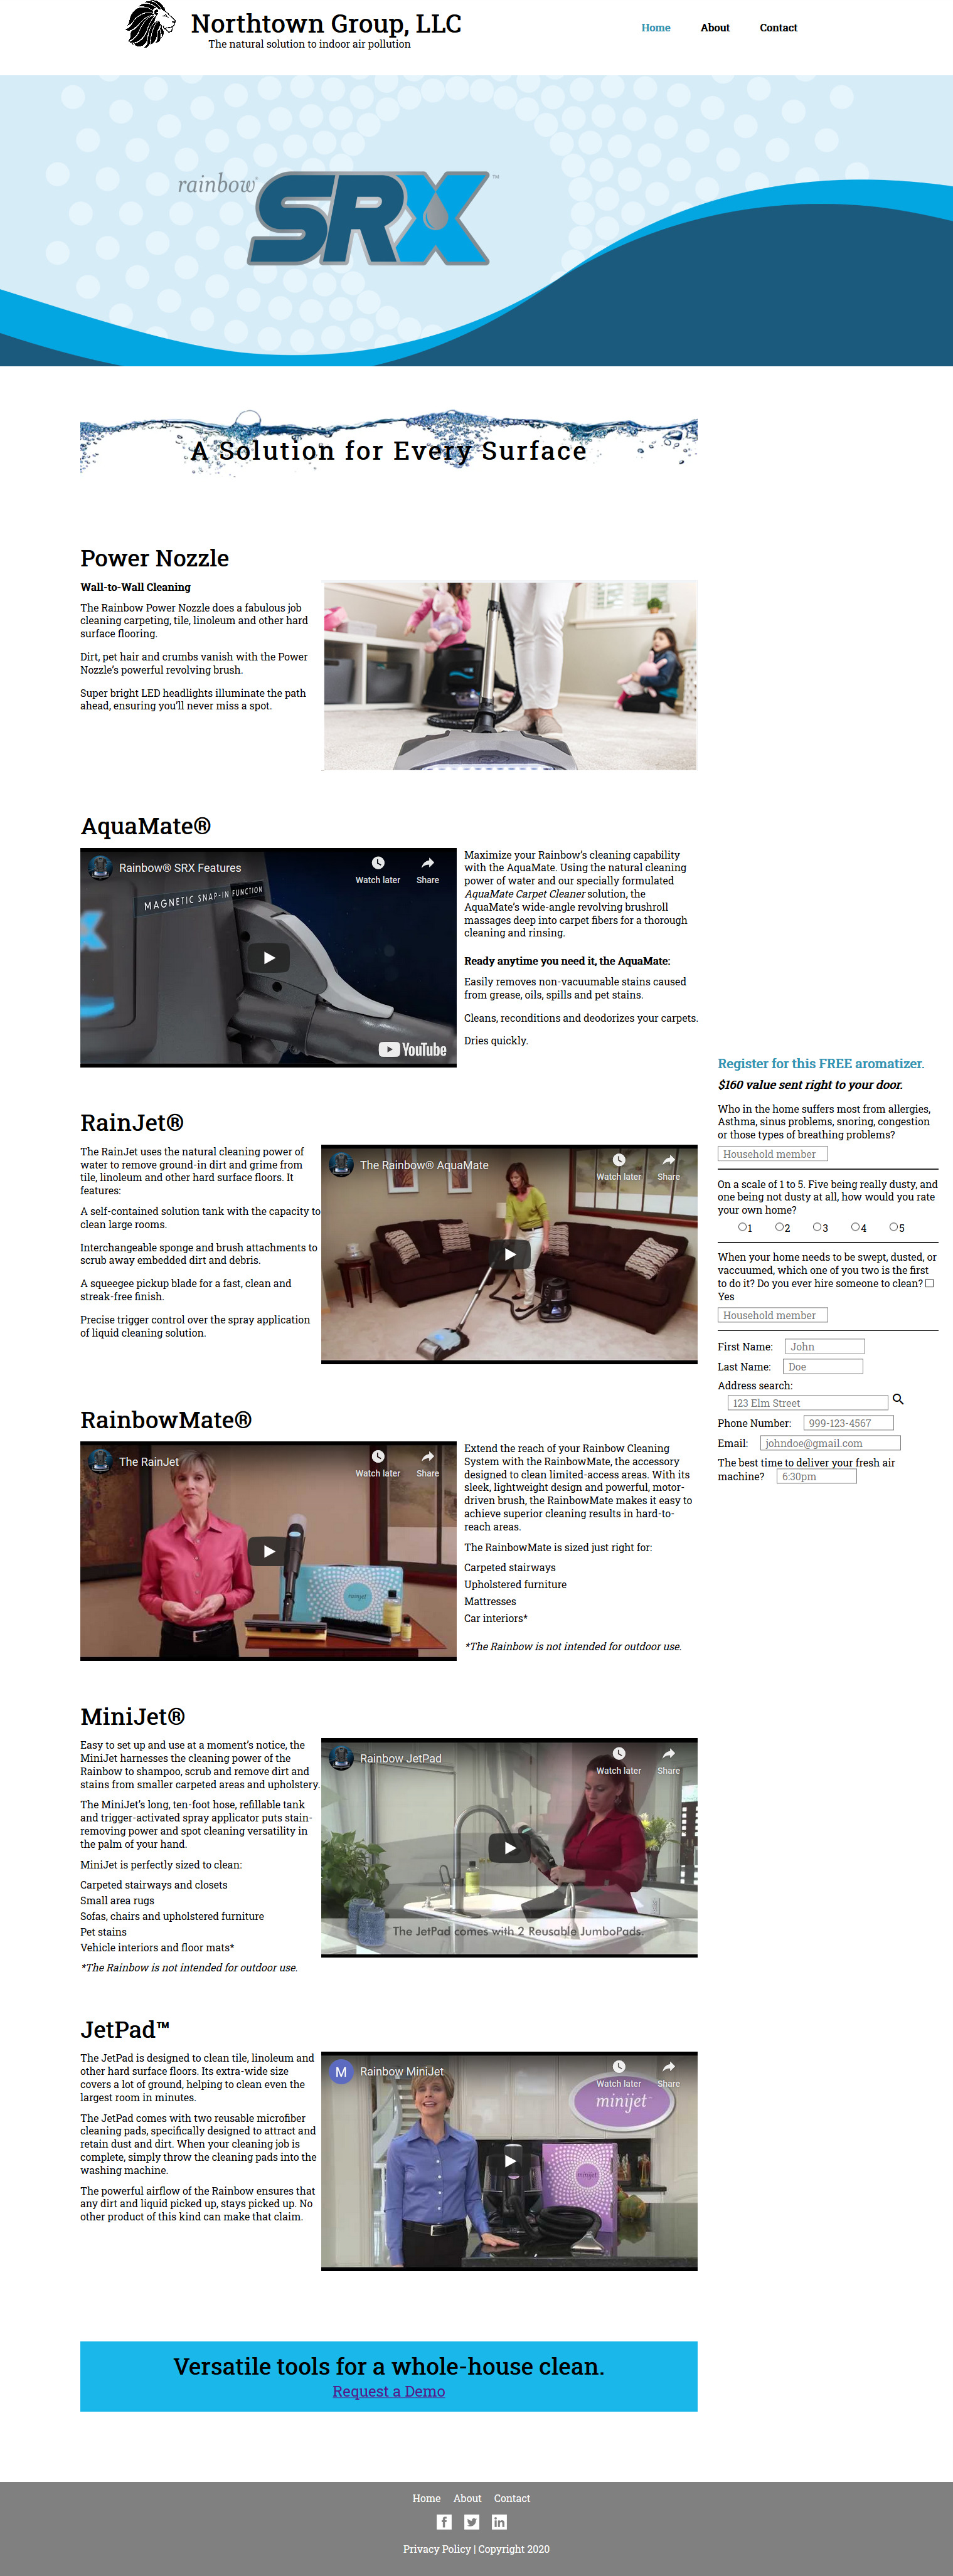 Northtown Group, LLC
The natural solution to indoor air pollution
Home
About
Contact
rainbow
SRX
™
A Solution for Every Surface
Power Nozzle
Wall-to-Wall Cleaning
The Rainbow Power Nozzle does a fabulous job
cleaning carpeting, tile, linoleum and other hard
surface flooring.
Dirt, pet hair and crumbs vanish with the Power
Nozzle's powerful revolving brush.
Super bright LED headlights illuminate the path
ahead, ensuring you'll never miss a spot.
AquaMate®
Rainbow® SRX Features
Watch later
Share
MAGNETIC SNAP-IN FUNCTION
YouTube
Maximize your Rainbow's cleaning capability
with the AquaMate. Using the natural cleaning
power of water and our specially formulated
AquaMate Carpet Cleaner solution, the
AquaMate's wide-angle revolving brushroll
massages deep into carpet fibers for a thorough
cleaning and rinsing.
Ready anytime you need it, the AquaMate:
Easily removes non-vacuumable stains caused
from grease, oils, spills and pet stains.
Cleans, reconditions and deodorizes your carpets.
Dries quickly.
RainJet®
The RainJet uses the natural cleaning power of
water to remove ground-in dirt and grime from
tile, linoleum and other hard surface floors. It
features:
A self-contained solution tank with the capacity to
clean large rooms.
Interchangeable sponge and brush attachments to
scrub away embedded dirt and debris.
A squeegee pickup blade for a fast, clean and
streak-free finish.
Precise trigger control over the spray application
of liquid cleaning solution.
The Rainbow® AquaMate
Watch later
Share
RainbowMate®
The RainJet
Watch later
Share
rainjet
Extend the reach of your Rainbow Cleaning
System with the RainbowMate, the accessory
designed to clean limited-access areas. With its
sleek, lightweight design and powerful, motor-
driven brush, the RainbowMate makes it easy to
achieve superior cleaning results in hard-to-
reach areas.
The RainbowMate is sized just right for:
Carpeted stairways
Upholstered furniture
Mattresses
Car interiors*
*The Rainbow is not intended for outdoor use.
MiniJet®
Easy to set up and use at a moment's notice, the
MiniJet harnesses the cleaning power of the
Rainbow to shampoo, scrub and remove dirt and
stains from smaller carpeted areas and upholstery.
The MiniJet's long, ten-foot hose, refillable tank
and trigger-activated spray applicator puts stain-
removing power and spot cleaning versatility in
the palm of your hand.
MiniJet is perfectly sized to clean:
Carpeted stairways and closets
Small area rugs
Sofas, chairs and upholstered furniture
Pet stains
Vehicle interiors and floor mats*
*The Rainbow is not intended for outdoor use.
Rainbow JetPad
Watch later
Share
The JetPad comes with 2 Reusable JumboPads.
JetPad™
The JetPad is designed to clean tile, linoleum and
other hard surface floors. Its extra-wide size
covers a lot of ground, helping to clean even the
largest room in minutes.
The JetPad comes with two reusable microfiber
cleaning pads, specifically designed to attract and
retain dust and dirt. When your cleaning job is
complete, simply throw the cleaning pads into the
washing machine.
The powerful airflow of the Rainbow ensures that
any dirt and liquid picked up, stays picked up. No
other product of this kind can make that claim.
M
Rainbow MiniJet
Watch later
Share
minijet
minijet
Versatile tools for a whole-house clean.
Request a Demo
Register for this FREE aromatizer.
$160 value sent right to your door.
Who in the home suffers most from allergies,
Asthma, sinus problems, snoring, congestion
or those types of breathing problems?
Household member
On a scale of 1 to 5. Five being really dusty, and
one being not dusty at all, how would you rate
your own home?
1 2 3 4 5
When your home needs to be swept, dusted, or
vaccuumed, which one of you two is the first
to do it? Do you ever hire someone to clean?
Yes
Household member
First Name: John
Last Name: Doe
Address search:
123 Elm Street
Phone Number: 999-123-4567
Email: johndoe@gmail.com
The best time to deliver your fresh air
machine? 6:30pm
Home About Contact
Privacy Policy | Copyright 2020